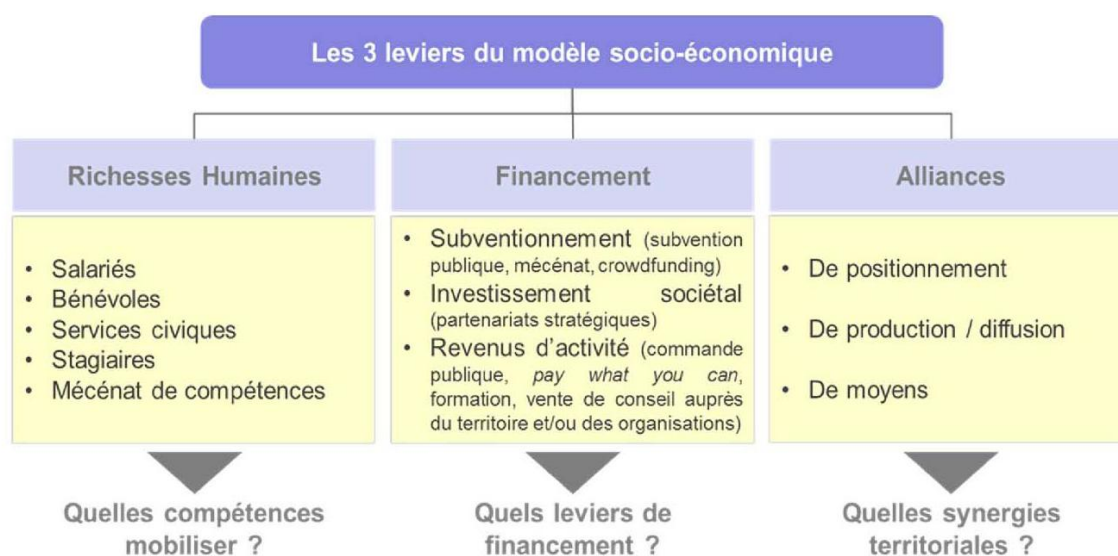 Les 3 leviers du modèle socio-économique
Richesses Humaines
• Salariés
• Bénévoles
• Services civiques
• Stagiaires
• Mécénat de compétences
Quelles compétences
mobiliser ?
Financement
• Subventionnement (subvention
publique, mécénat, crowdfunding)
• Investissement sociétal
(partenariats stratégiques)
• Revenus d'activité (commande
publique, pay what you can,
formation, vente de conseil auprès
du territoire et/ou des organisations)
Quels leviers de
financement ?
Alliances
• De positionnement
• De production / diffusion
• De moyens
Quelles synergies
territoriales ?